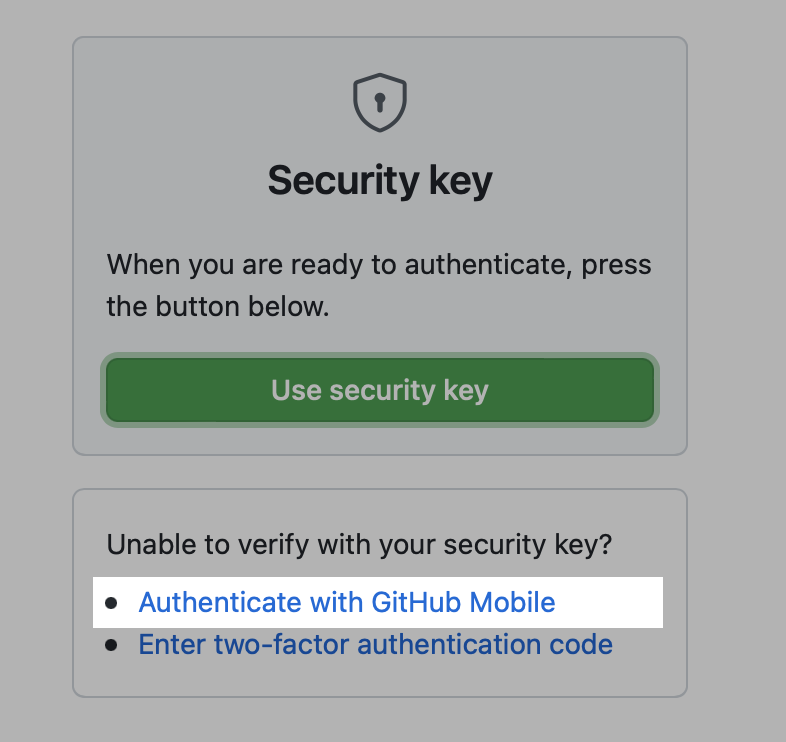 Security key
When you are ready to authenticate, press
the button below.
Use security key
Unable to verify with your security key?
Authenticate with GitHub Mobile
Enter two-factor authentication code